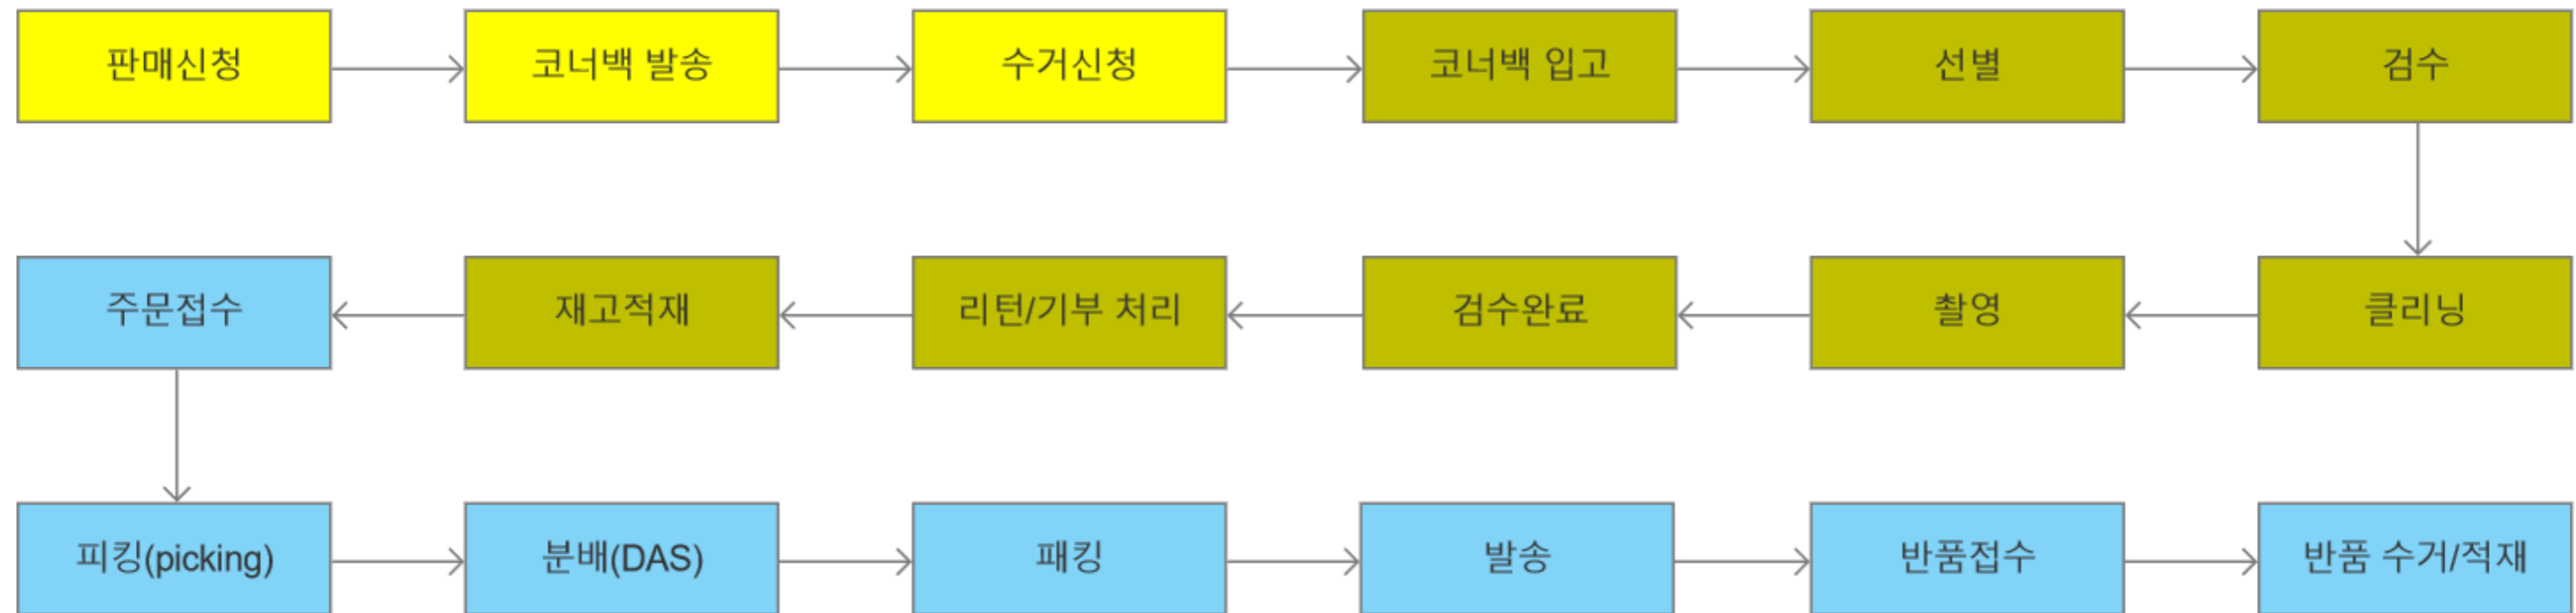 판매신청
코너백 발송
수거신청
코너백 입고
선별
검수
클리닝
촬영
검수완료
리턴/기부 처리
재고적재
주문접수
피킹(picking)
분배(DAS)
패킹
발송
반품접수
반품 수거/적재